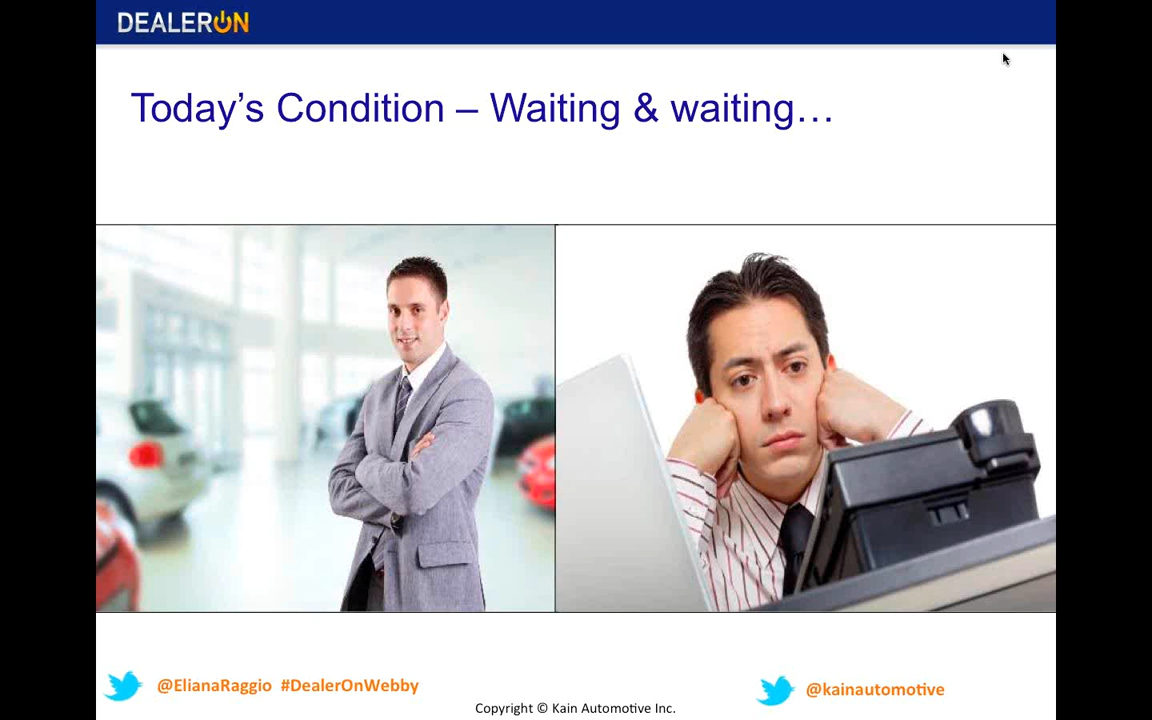 DEALERON
Today’s Condition – Waiting & waiting…
@ElianaRaggio #DealerOnWebby
@kainautomotive
Copyright © Kain Automotive Inc.